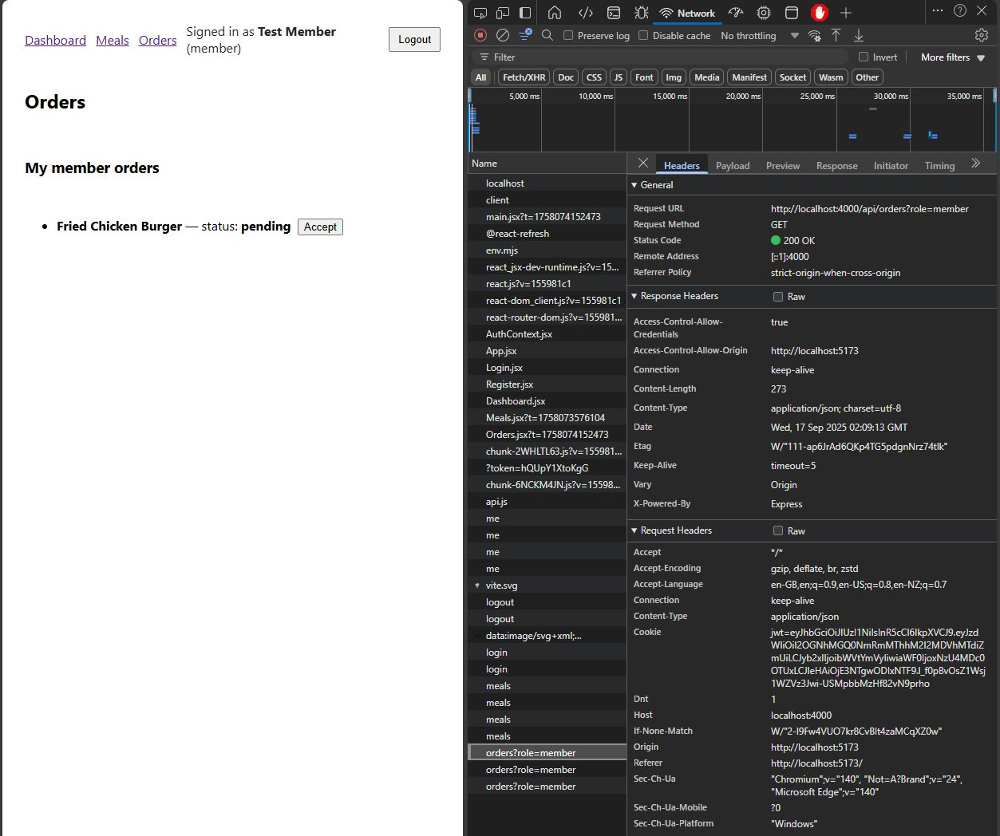 Dashboard Meals Orders Signed in as Test Member (member) Logout
Orders
My member orders
• Fried Chicken Burger — status: pending Accept
Network
Preserve log Disable cache No throttling
Filter Invert More filters
All Fetch/XHR Doc CSS JS Font Img Media Manifest Socket Wasm Other
5,000 ms 10,000 ms 15,000 ms 20,000 ms 25,000 ms 30,000 ms 35,000 ms
Name
localhost
client
main.jsx?t=1758074152473
@react-refresh
env.mjs
react_jsx-dev-runtime.js?v=15...
react.js?v=155981c1
react-dom_client.js?v=155981c1
react-router-dom.js?v=155981...
AuthContext.jsx
App.jsx
Login.jsx
Register.jsx
Dashboard.jsx
Meals.jsx?t=1758073576104
Orders.jsx?t=1758074152473
chunk-2WHLTL63.js?v=155981...
?token=hQUpY1XtoKgG
chunk-6NCKM4JN.js?v=15598...
api.js
me
me
me
me
vite.svg
logout
logout
data:image/svg+xml;...
login
login
meals
meals
meals
meals
orders?role=member
orders?role=member
orders?role=member
Headers Payload Preview Response Initiator Timing
General
Request URL http://localhost:4000/api/orders?role=member
Request Method GET
Status Code 200 OK
Remote Address [::1]:4000
Referrer Policy strict-origin-when-cross-origin
Response Headers Raw
Access-Control-Allow-Credentials true
Access-Control-Allow-Origin http://localhost:5173
Connection keep-alive
Content-Length 273
Content-Type application/json; charset=utf-8
Date Wed, 17 Sep 2025 02:09:13 GMT
Etag W/"111-ap6JrAd6QKp4TG5pdgnNrz74tlk"
Keep-Alive timeout=5
Vary Origin
X-Powered-By Express
Request Headers Raw
Accept */*
Accept-Encoding gzip, deflate, br, zstd
Accept-Language en-GB,en;q=0.9,en-US;q=0.8,en-NZ;q=0.7
Connection keep-alive
Content-Type application/json
Cookie
Dnt 1
Host localhost:4000
If-None-Match W/"2-l9Fw4VUO7kr8CvBlt4zaMCqXZ0w"
Origin http://localhost:5173
Referer http://localhost:5173/
Sec-Ch-Ua "Chromium";v="140", "Not=A?Brand";v="24", "Microsoft Edge";v="140"
Sec-Ch-Ua-Mobile ?0
Sec-Ch-Ua-Platform "Windows"